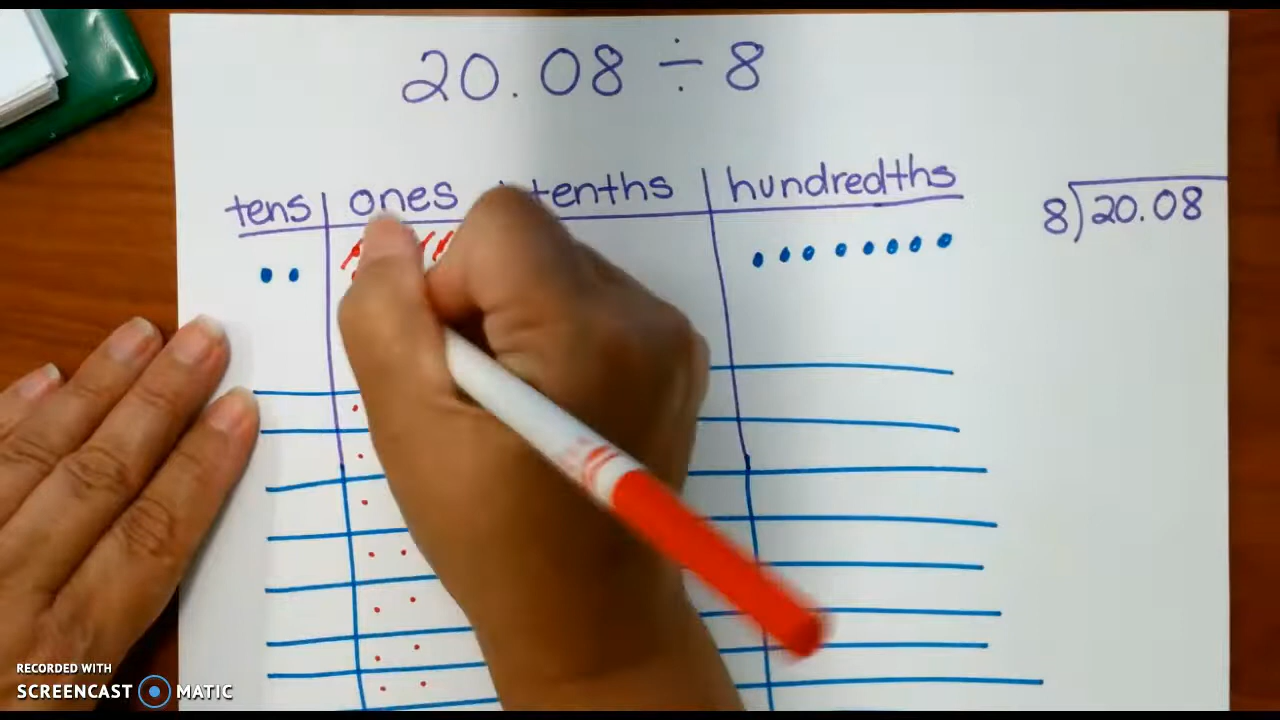 20.08 ÷ 8
tens ones tenths hundredths
8)20.08
RECORDED WITH
SCREENCAST MATIC